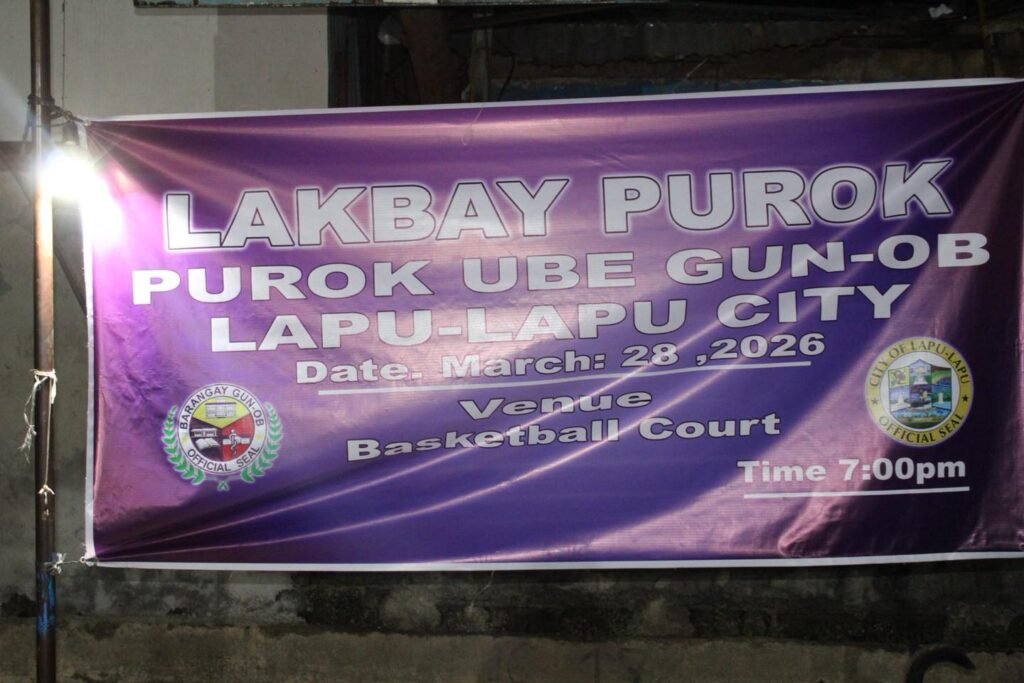 LAKBAY PUROK
PUROK UBE GUN-OB
LAPU-LAPU CITY
Date. March: 28 ,2026
Venue
Basketball Court
Time 7:00pm
BARANGAY GUN-OB
OFFICIAL SEAL
CITY OF LAPU-LAPU
OFFICIAL SEAL